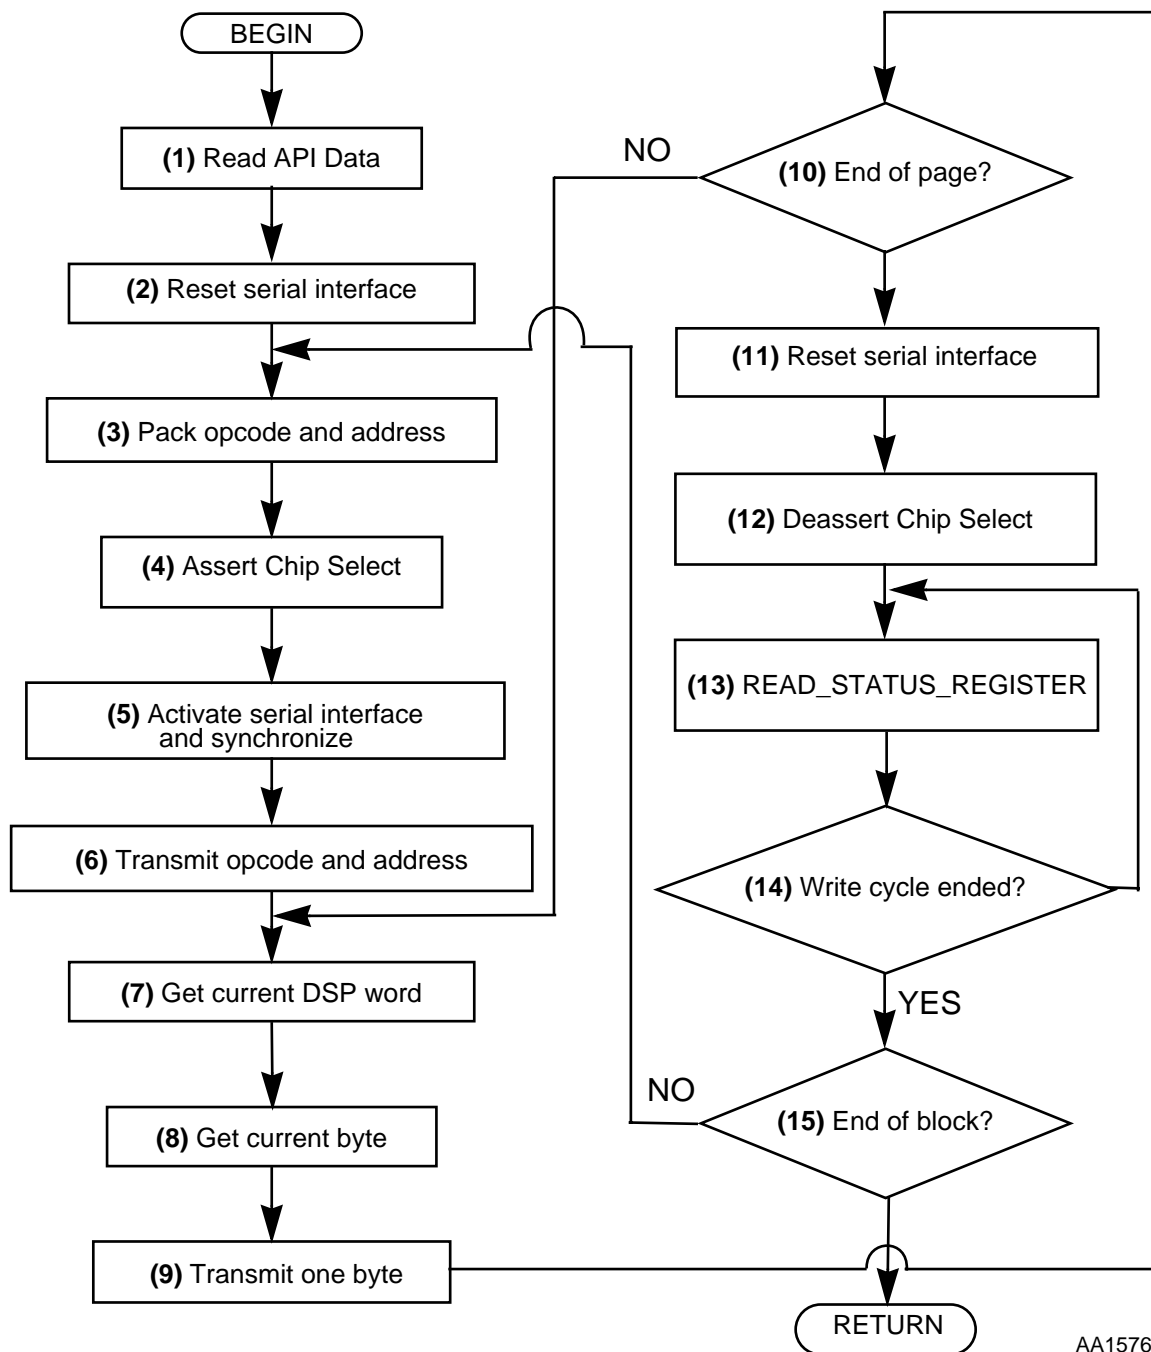 BEGIN
(1) Read API Data
(2) Reset serial interface
(3) Pack opcode and address
(4) Assert Chip Select
(5) Activate serial interface
and synchronize
(6) Transmit opcode and address
(7) Get current DSP word
(8) Get current byte
(9) Transmit one byte
NO
(10) End of page?
(11) Reset serial interface
(12) Deassert Chip Select
(13) READ_STATUS_REGISTER
(14) Write cycle ended?
YES
NO
(15) End of block?
RETURN
AA1576